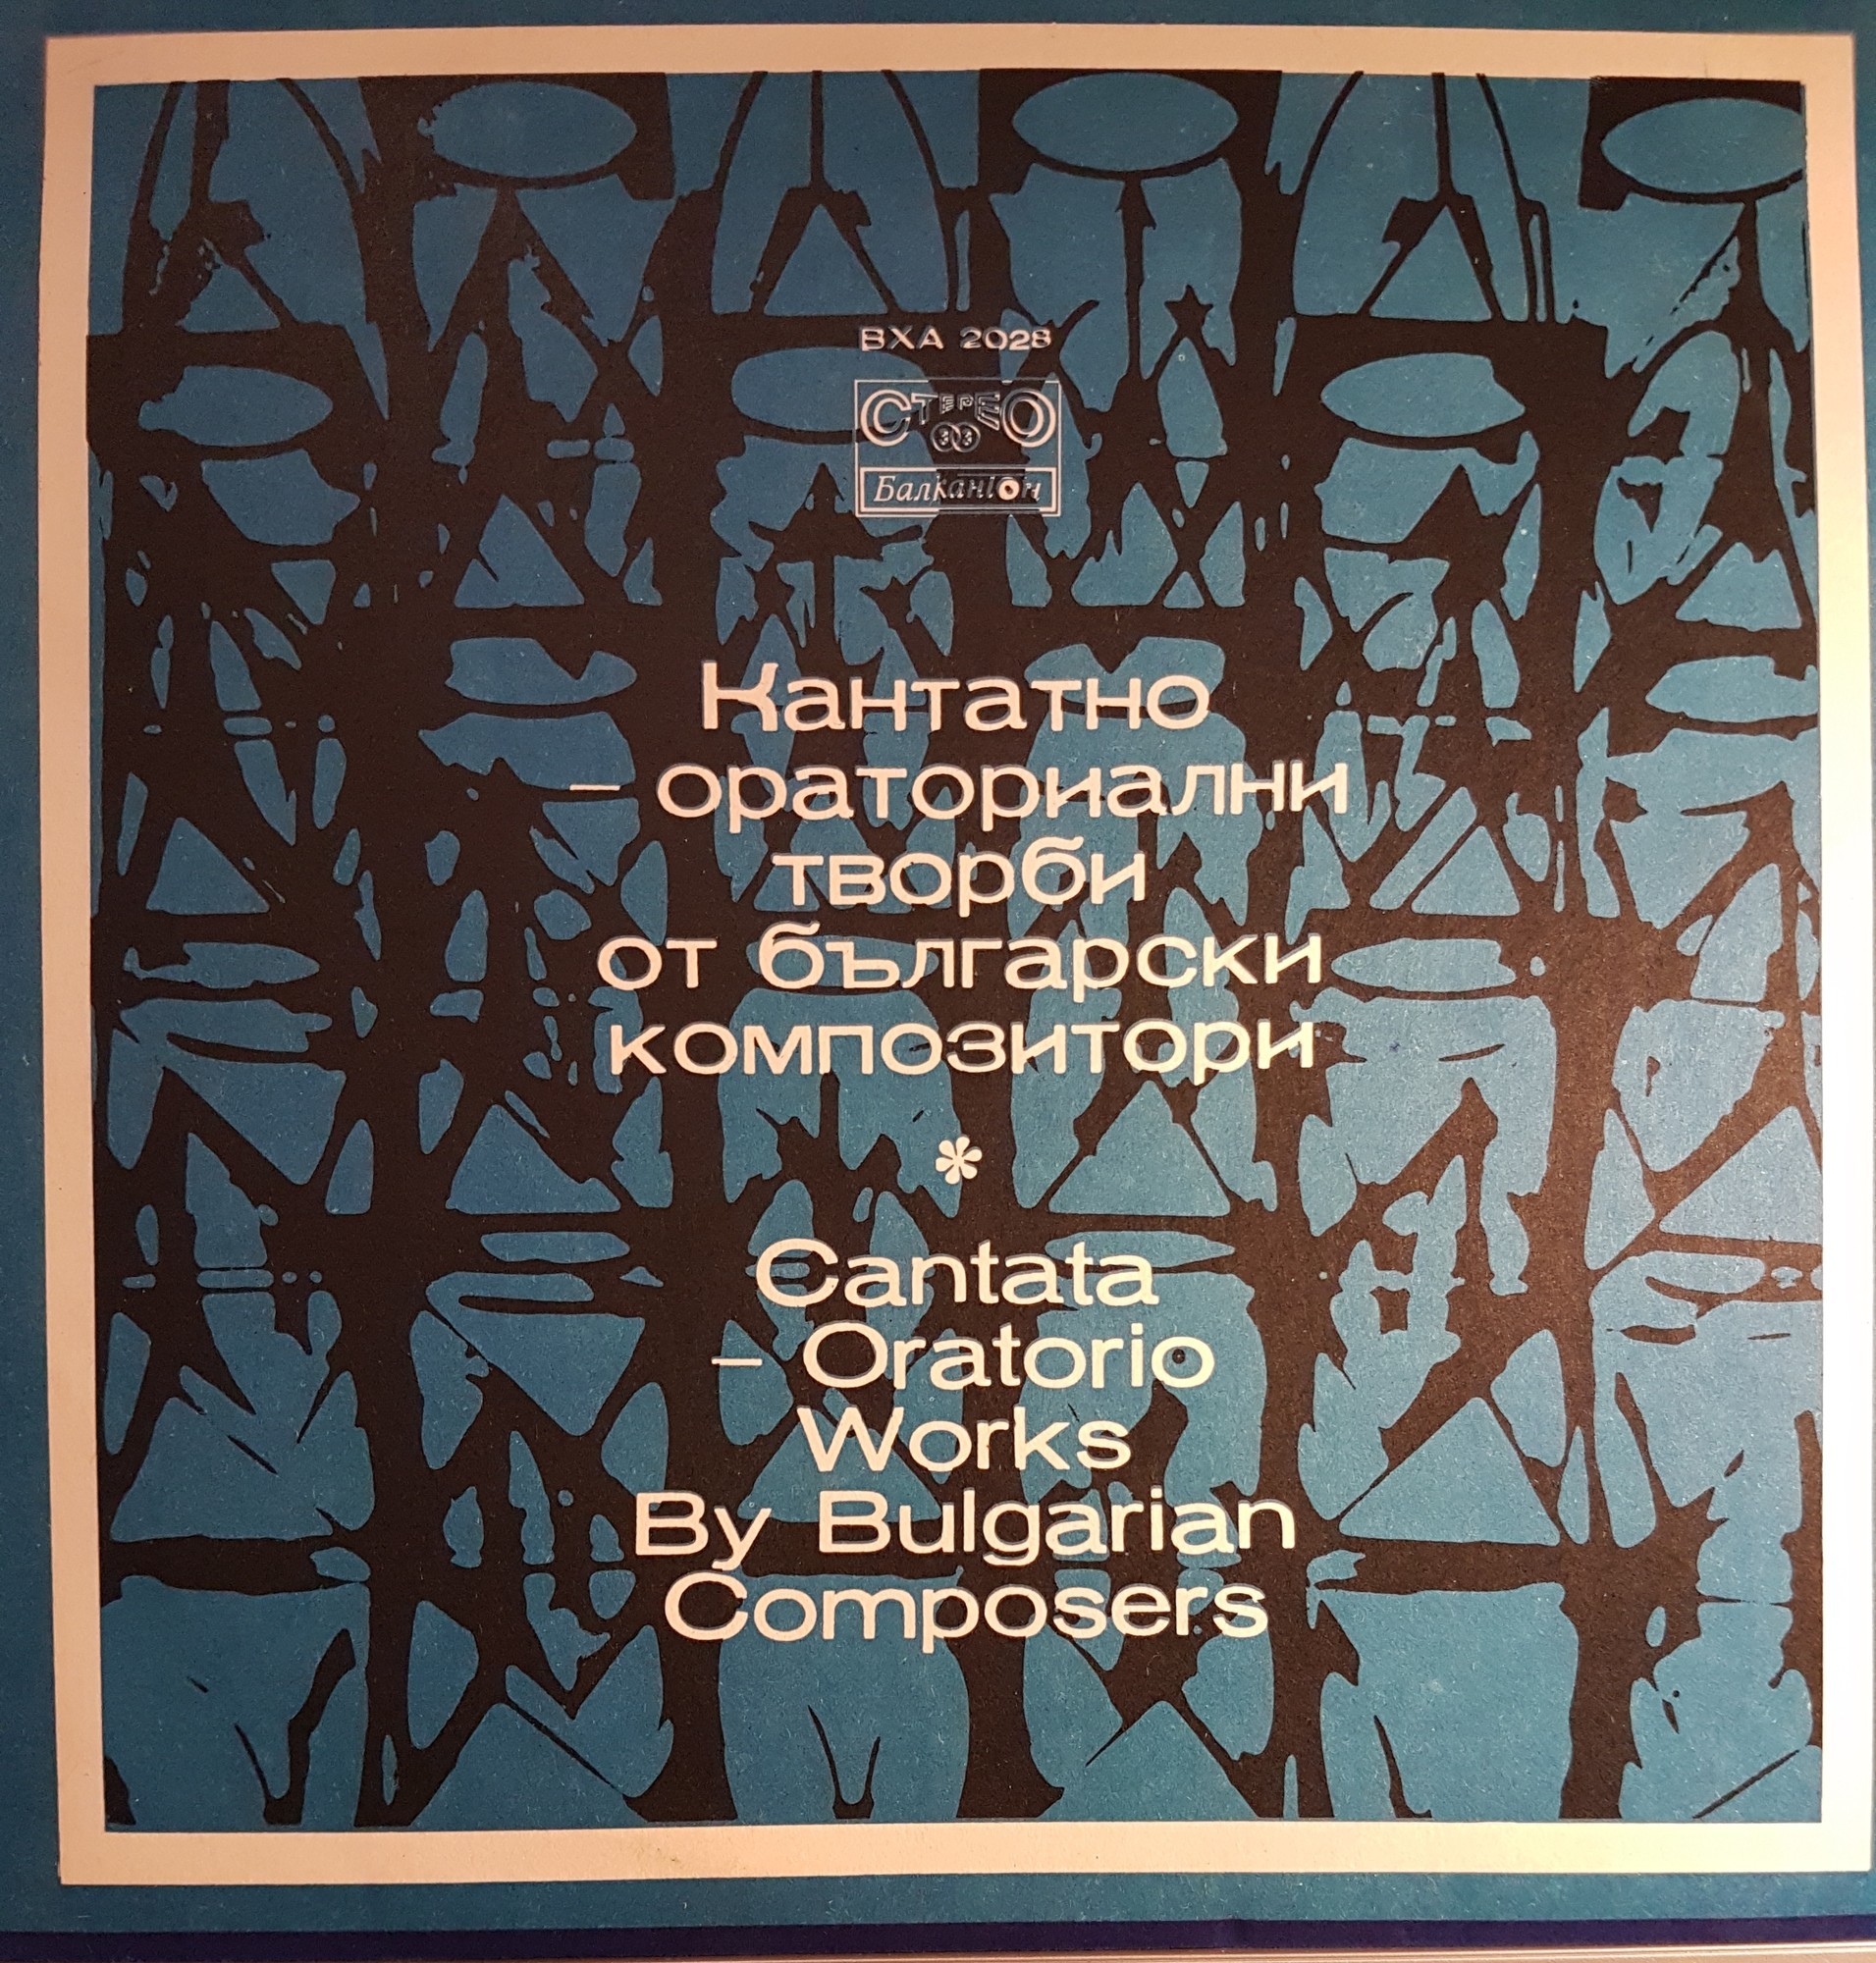 ВХА 2028
СТЕРЕО
33
Балкантон
Кантатно
– ораториални
творби
от български
композитори
*
Cantata
– Oratorio
Works
By Bulgarian
Composers